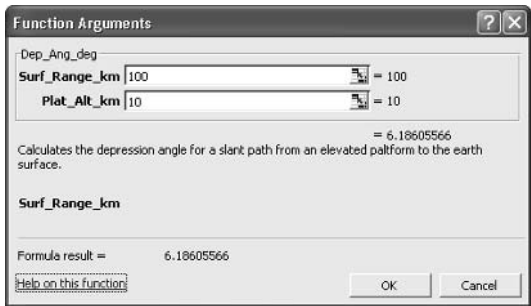 Function Arguments
Dep_Ang_deg
Surf_Range_km 100 = 100
Plat_Alt_km 10 = 10
= 6.18605566
Calculates the depression angle for a slant path from an elevated paltform to the earth
surface.
Surf_Range_km
Formula result = 6.18605566
Help on this function OK Cancel